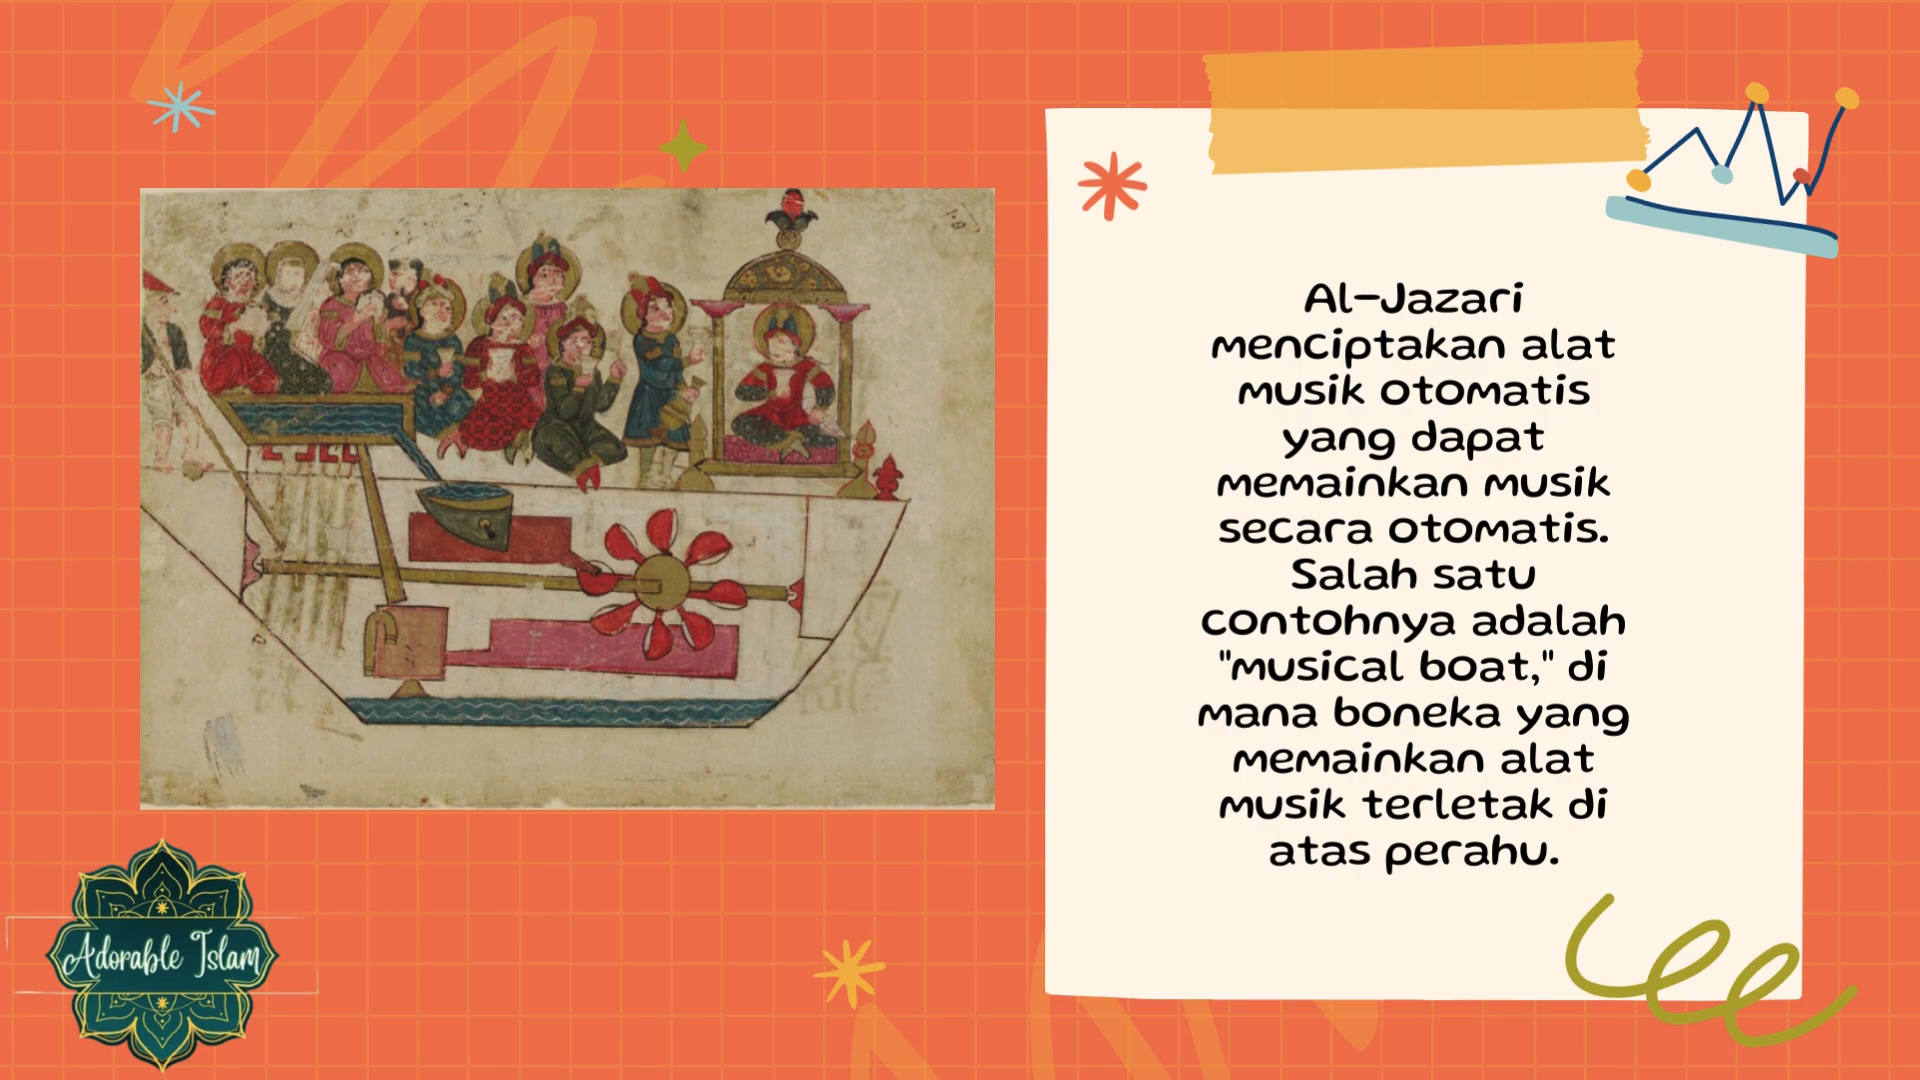 Al-Jazari
menciptakan alat
musik otomatis
yang dapat
memainkan musik
secara otomatis.
Salah satu
contohnya adalah
"musical boat," di
mana boneka yang
memainkan alat
musik terletak di
atas perahu.
Adorable Islam